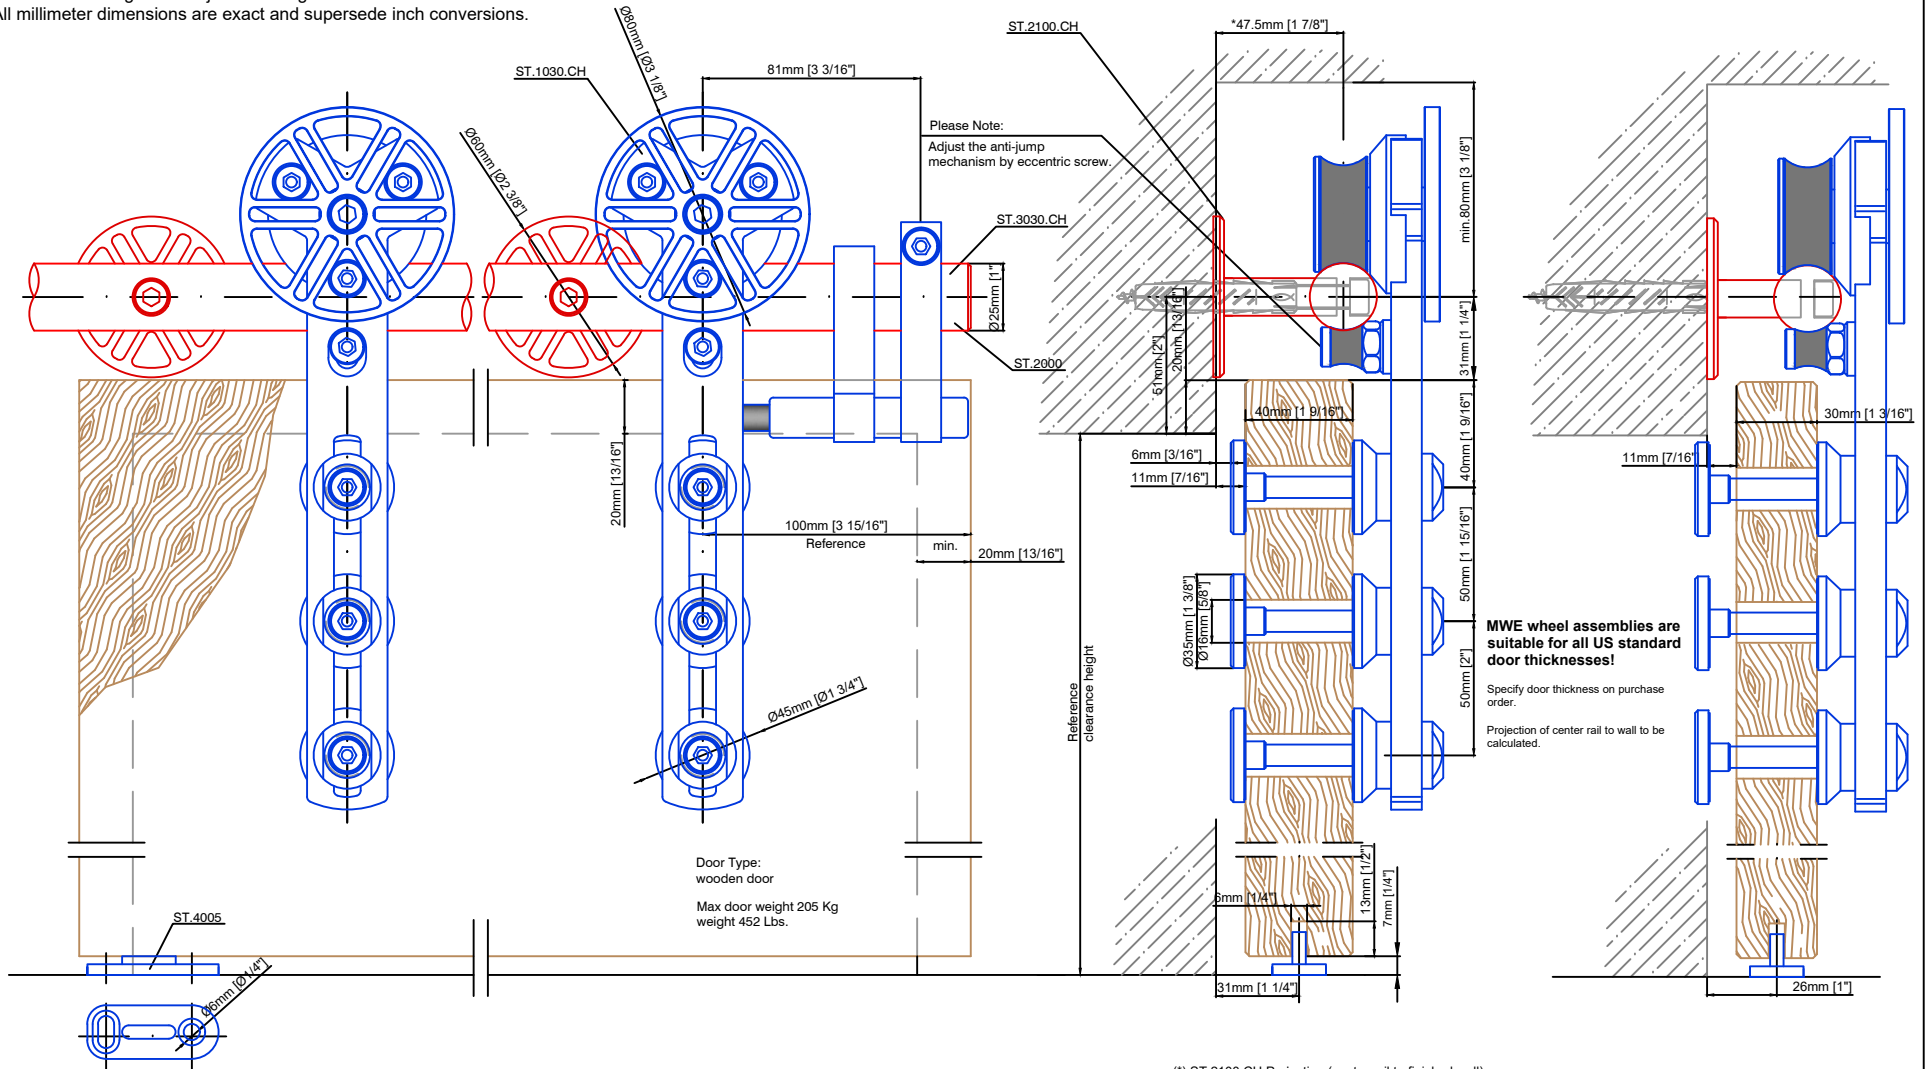 All millimeter dimensions are exact and supersede inch conversions.
ST.1030.CH
Ø80mm [Ø3 1/8"]
81mm [3 3/16"]
ST.2100.CH
*47.5mm [1 7/8"]
Ø60mm [Ø2 3/8"]
Please Note:
Adjust the anti-jump
mechanism by eccentric screw.
ST.3030.CH
Ø25mm [1"]
ST.2000
min.80mm [3 1/8"]
31mm [1 1/4"]
51mm [2"]
20mm [13/16"]
40mm [1 9/16"]
40mm [1 9/16"]
30mm [1 3/16"]
6mm [3/16"]
11mm [7/16"]
11mm [7/16"
20mm [13/16"]
100mm [3 15/16"]
Reference
min.
20mm [13/16"]
50mm [1 15/16"]
Ø35mm [1 3/8"]
Ø16mm [5/8"]
50mm [2"]
MWE wheel assemblies are
suitable for all US standard
door thicknesses!
Specify door thickness on purchase
order.
Projection of center rail to wall to be
calculated.
Reference
clearance height
Ø45mm [Ø1 3/4"]
Door Type:
wooden door
Max door weight 205 Kg
weight 452 Lbs.
6mm [1/4"]
13mm [1/2"]
7mm [1/4"]
ST.4005
Ø6mm [Ø1/4"]
31mm [1 1/4"]
26mm [1"]